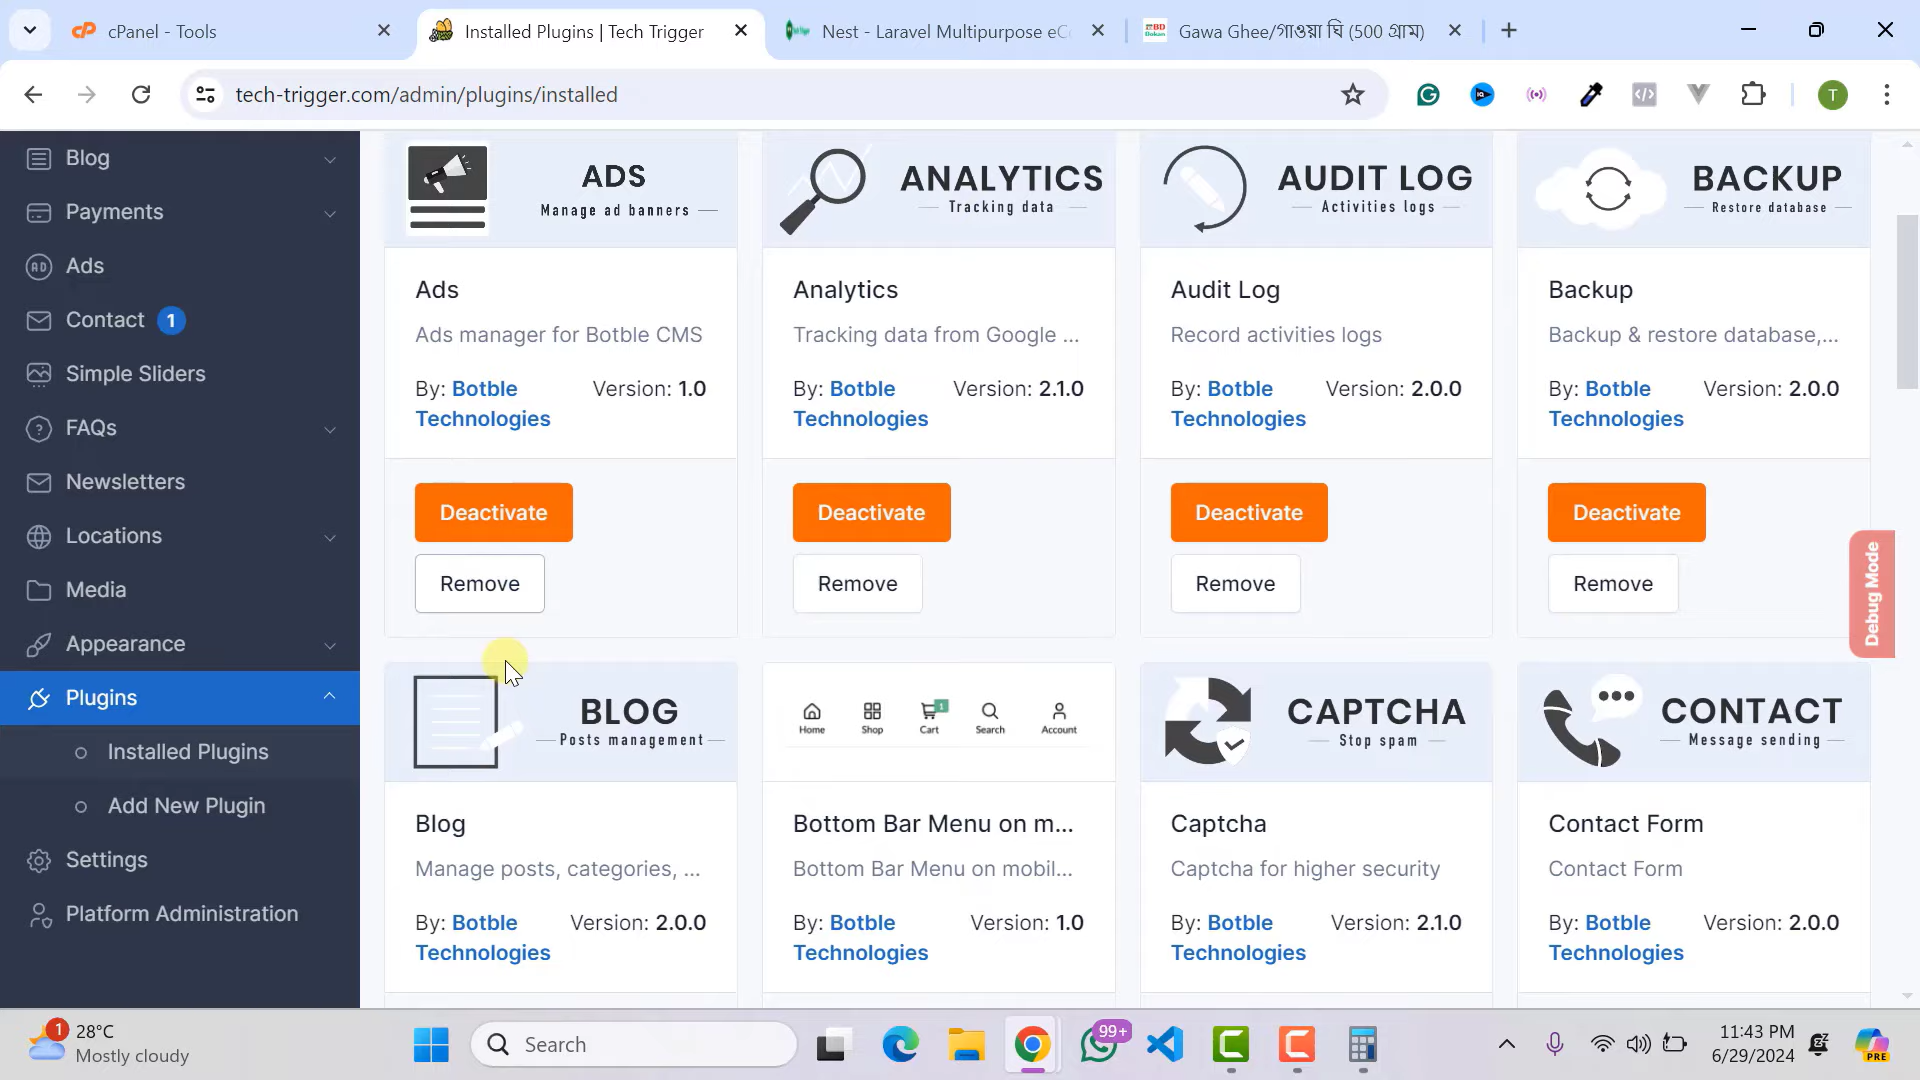 cPanel - Tools
Installed Plugins | Tech Trigger
Nest - Laravel Multipurpose eC
Gawa Ghee/গাওয়া ঘি (500 গ্রাম)
tech-trigger.com/admin/plugins/installed
T
Blog
Payments
Ads
Contact 1
Simple Sliders
FAQs
Newsletters
Locations
Media
Appearance
Plugins
Installed Plugins
Add New Plugin
Settings
Platform Administration
ADS
Manage ad banners
Ads
Ads manager for Botble CMS
By: Botble Technologies Version: 1.0
Deactivate
Remove
ANALYTICS
Tracking data
Analytics
Tracking data from Google ...
By: Botble Technologies Version: 2.1.0
Deactivate
Remove
AUDIT LOG
Activities logs
Audit Log
Record activities logs
By: Botble Technologies Version: 2.0.0
Deactivate
Remove
BACKUP
Restore database
Backup
Backup & restore database,...
By: Botble Technologies Version: 2.0.0
Deactivate
Remove
Debug Mode
BLOG
Posts management
Blog
Manage posts, categories, ...
By: Botble Technologies Version: 2.0.0
Home Shop Cart 1 Search Account
Bottom Bar Menu on m...
Bottom Bar Menu on mobil...
By: Botble Technologies Version: 1.0
CAPTCHA
Stop spam
Captcha
Captcha for higher security
By: Botble Technologies Version: 2.1.0
CONTACT
Message sending
Contact Form
Contact Form
By: Botble Technologies Version: 2.0.0
1
28°C
Mostly cloudy
Search
99+
11:43 PM
6/29/2024
PRE